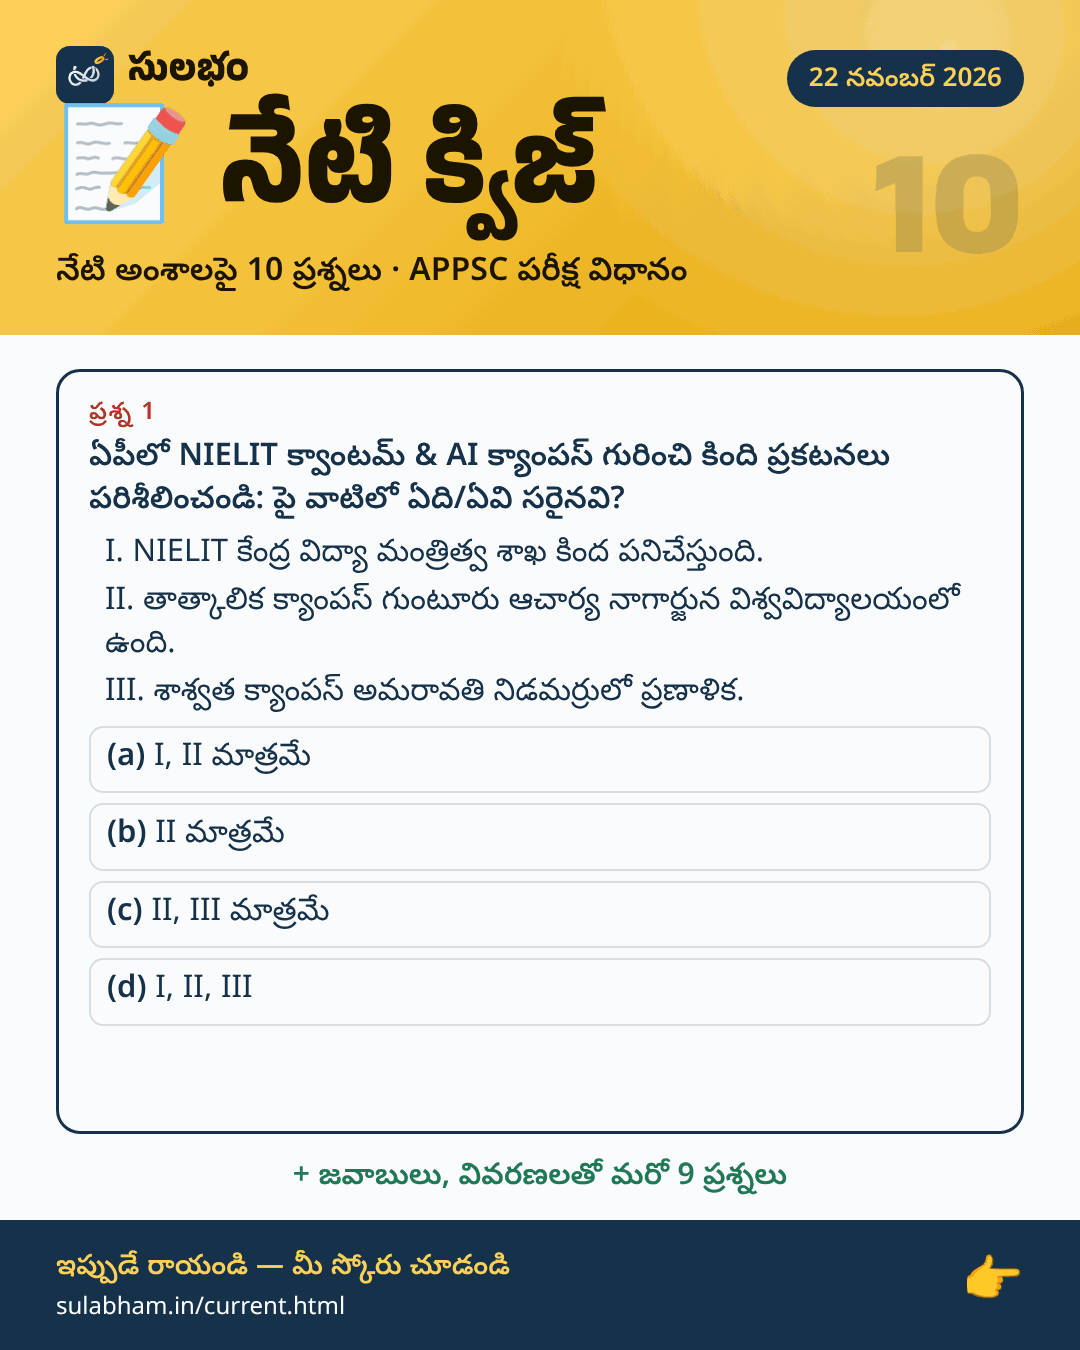 సులభం
22 నవంబర్ 2026
నేటి క్విజ్
10
నేటి అంశాలపై 10 ప్రశ్నలు · APPSC పరీక్ష విధానం
ప్రశ్న 1
ఏపీలో NIELIT క్వాంటమ్ & AI క్యాంపస్ గురించి కింది ప్రకటనలు
పరిశీలించండి: పై వాటిలో ఏది/ఏవి సరైనవి?
I. NIELIT కేంద్ర విద్యా మంత్రిత్వ శాఖ కింద పనిచేస్తుంది.
II. తాత్కాలిక క్యాంపస్ గుంటూరు ఆచార్య నాగార్జున విశ్వవిద్యాలయంలో
ఉంది.
III. శాశ్వత క్యాంపస్ అమరావతి నిడమర్రులో ప్రణాళిక.
(a) I, II మాత్రమే
(b) II మాత్రమే
(c) II, III మాత్రమే
(d) I, II, III
+ జవాబులు, వివరణలతో మరో 9 ప్రశ్నలు
ఇప్పుడే రాయండి — మీ స్కోరు చూడండి
sulabham.in/current.html